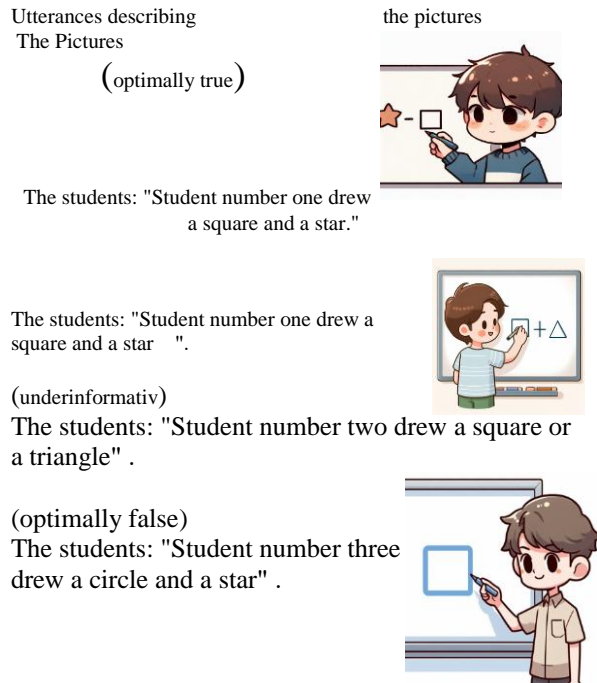 Utterances describing the pictures
The Pictures
(optimally true)
The students: "Student number one drew
a square and a star."
The students: "Student number one drew a
square and a star ".
(underinformativ)
The students: "Student number two drew a square or
a triangle" .
(optimally false)
The students: "Student number three
drew a circle and a star" .